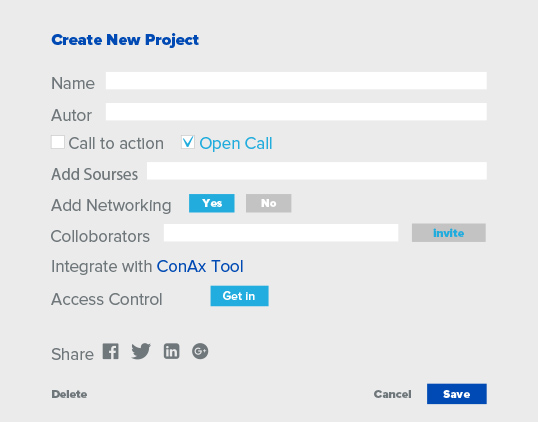 Create New Project
Name
Autor
Call to action Open Call
Add Sourses
Add Networking Yes No
Colloborators Invite
Integrate with ConAx Tool
Access Control Get in
Share
Delete Cancel Save